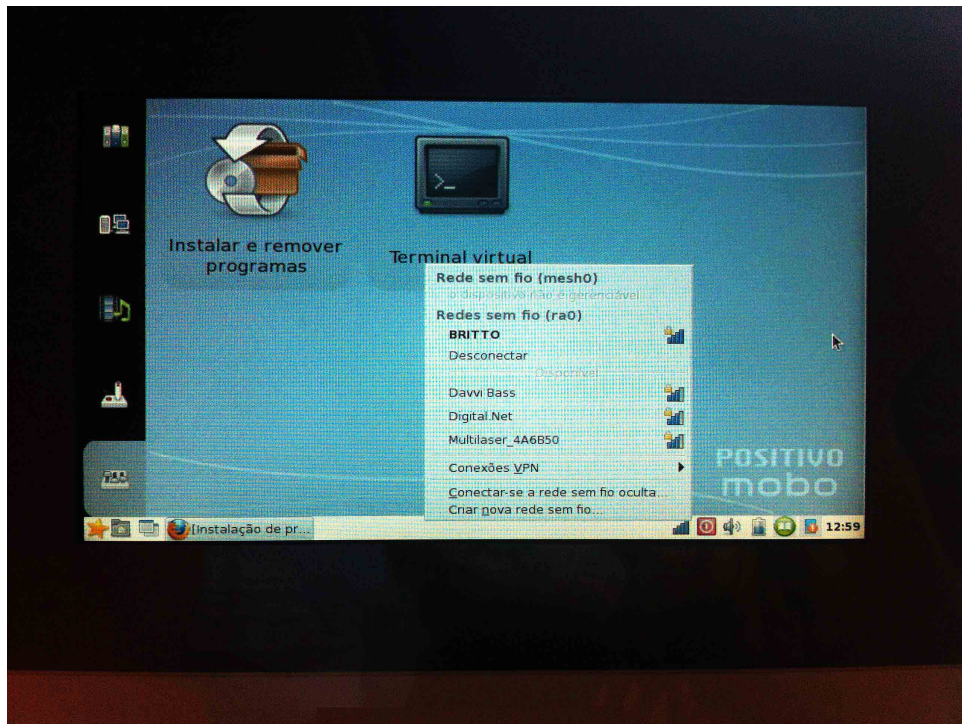 Instalar e remover
programas
Terminal virtual
>_
Rede sem fio (mesh0)
o dispositivo não é gerenciável
Redes sem fio (ra0)
BRITTO
Desconectar
Disponível
Davvi Bass
Digital.Net
Multilaser_4A6B50
Conexões VPN
Conectar-se a rede sem fio oculta...
Criar nova rede sem fio...
POSITIVO
mobo
[Instalação de pr...
12:59